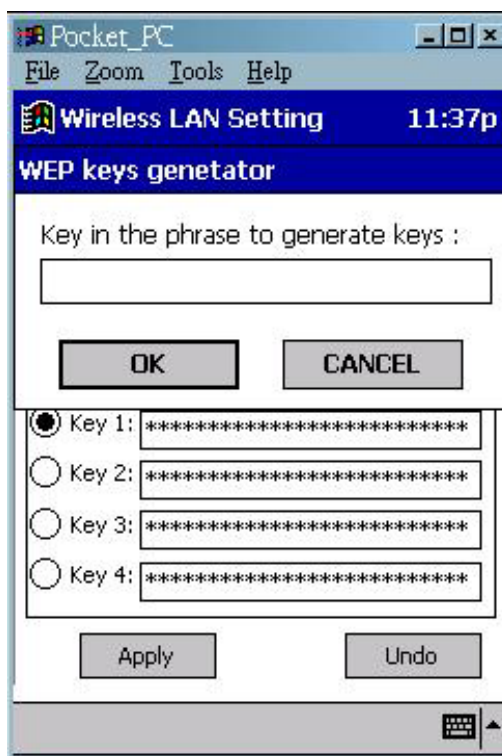 Pocket_PC
File Zoom Tools Help
Wireless LAN Setting 11:37p
WEP keys genetator
Key in the phrase to generate keys :
OK CANCEL
Key 1: **************************
Key 2: **************************
Key 3: **************************
Key 4: **************************
Apply Undo